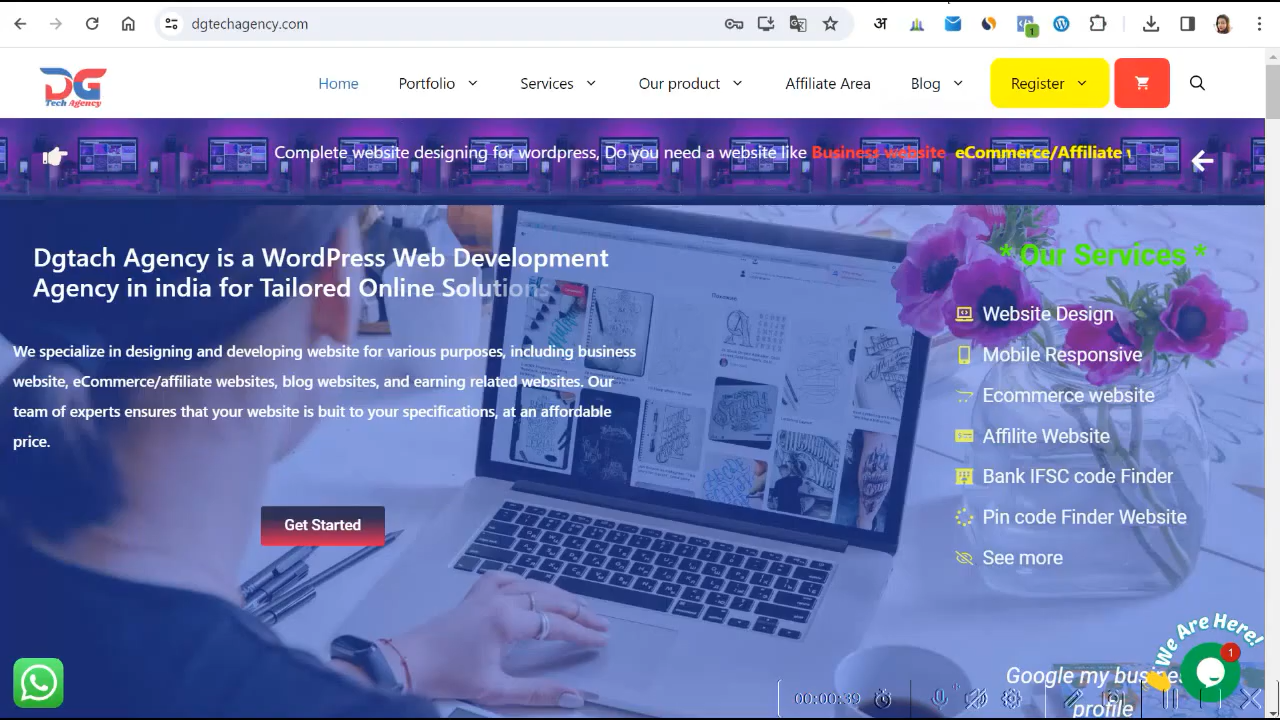 dgtechagency.com
अ
1
DG
Tech Agency
Home Portfolio Services Our product Affiliate Area Blog Register
Complete website designing for wordpress, Do you need a website like Business website eCommerce/Affiliate
Dgtach Agency is a WordPress Web Development
Agency in india for Tailored Online Solutions
We specialize in designing and developing website for various purposes, including business
website, eCommerce/affiliate websites, blog websites, and earning related websites. Our
team of experts ensures that your website is buit to your specifications, at an affordable
price.
Get Started
* Our Services *
Website Design
Mobile Responsive
Ecommerce website
Affilite Website
Bank IFSC code Finder
Pin code Finder Website
See more
We Are Here!
1
Google my business
profile
00:00:39